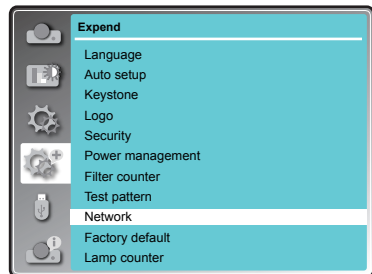 Expend
Language
Auto setup
Keystone
Logo
Security
Power management
Filter counter
Test pattern
Network
Factory default
Lamp counter